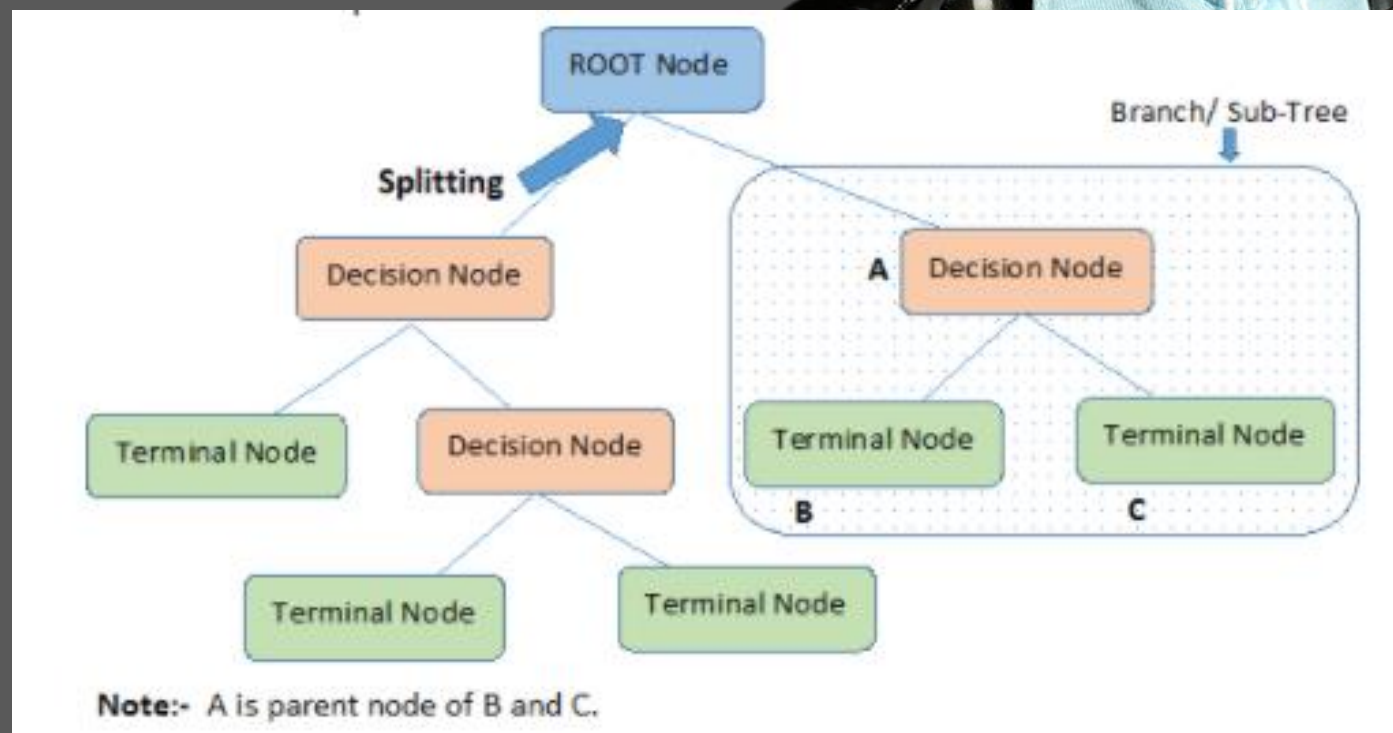 ROOT Node
Branch/ Sub-Tree
Splitting
Decision Node
A
Decision Node
Terminal Node
Decision Node
Terminal Node
Terminal Node
B
C
Terminal Node
Terminal Node
Note:- A is parent node of B and C.